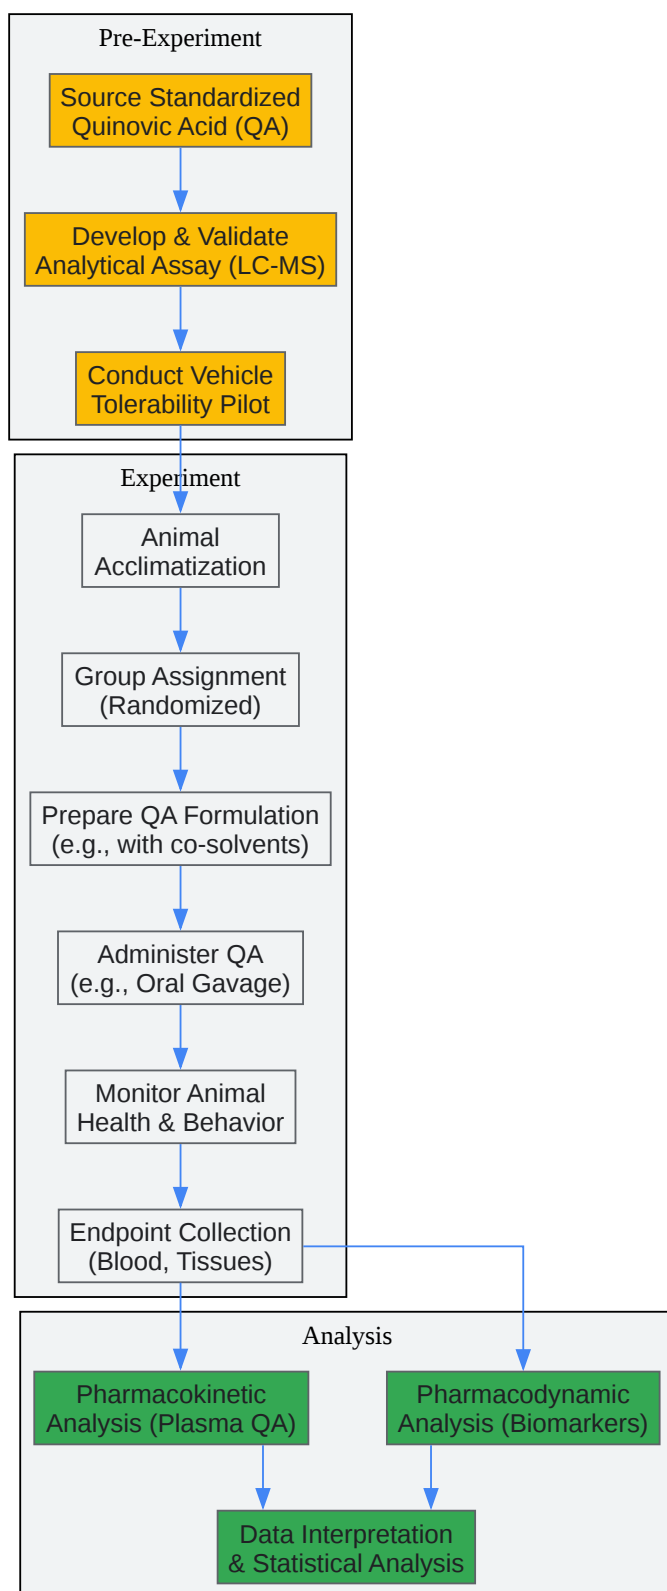 Pre-Experiment
Source Standardized
Quinovic Acid (QA)
Develop & Validate
Analytical Assay (LC-MS)
Conduct Vehicle
Tolerability Pilot
Experiment
Animal
Acclimatization
Group Assignment
(Randomized)
Prepare QA Formulation
(e.g., with co-solvents)
Administer QA
(e.g., Oral Gavage)
Monitor Animal
Health & Behavior
Endpoint Collection
(Blood, Tissues)
Analysis
Pharmacokinetic
Analysis (Plasma QA)
Pharmacodynamic
Analysis (Biomarkers)
Data Interpretation
& Statistical Analysis